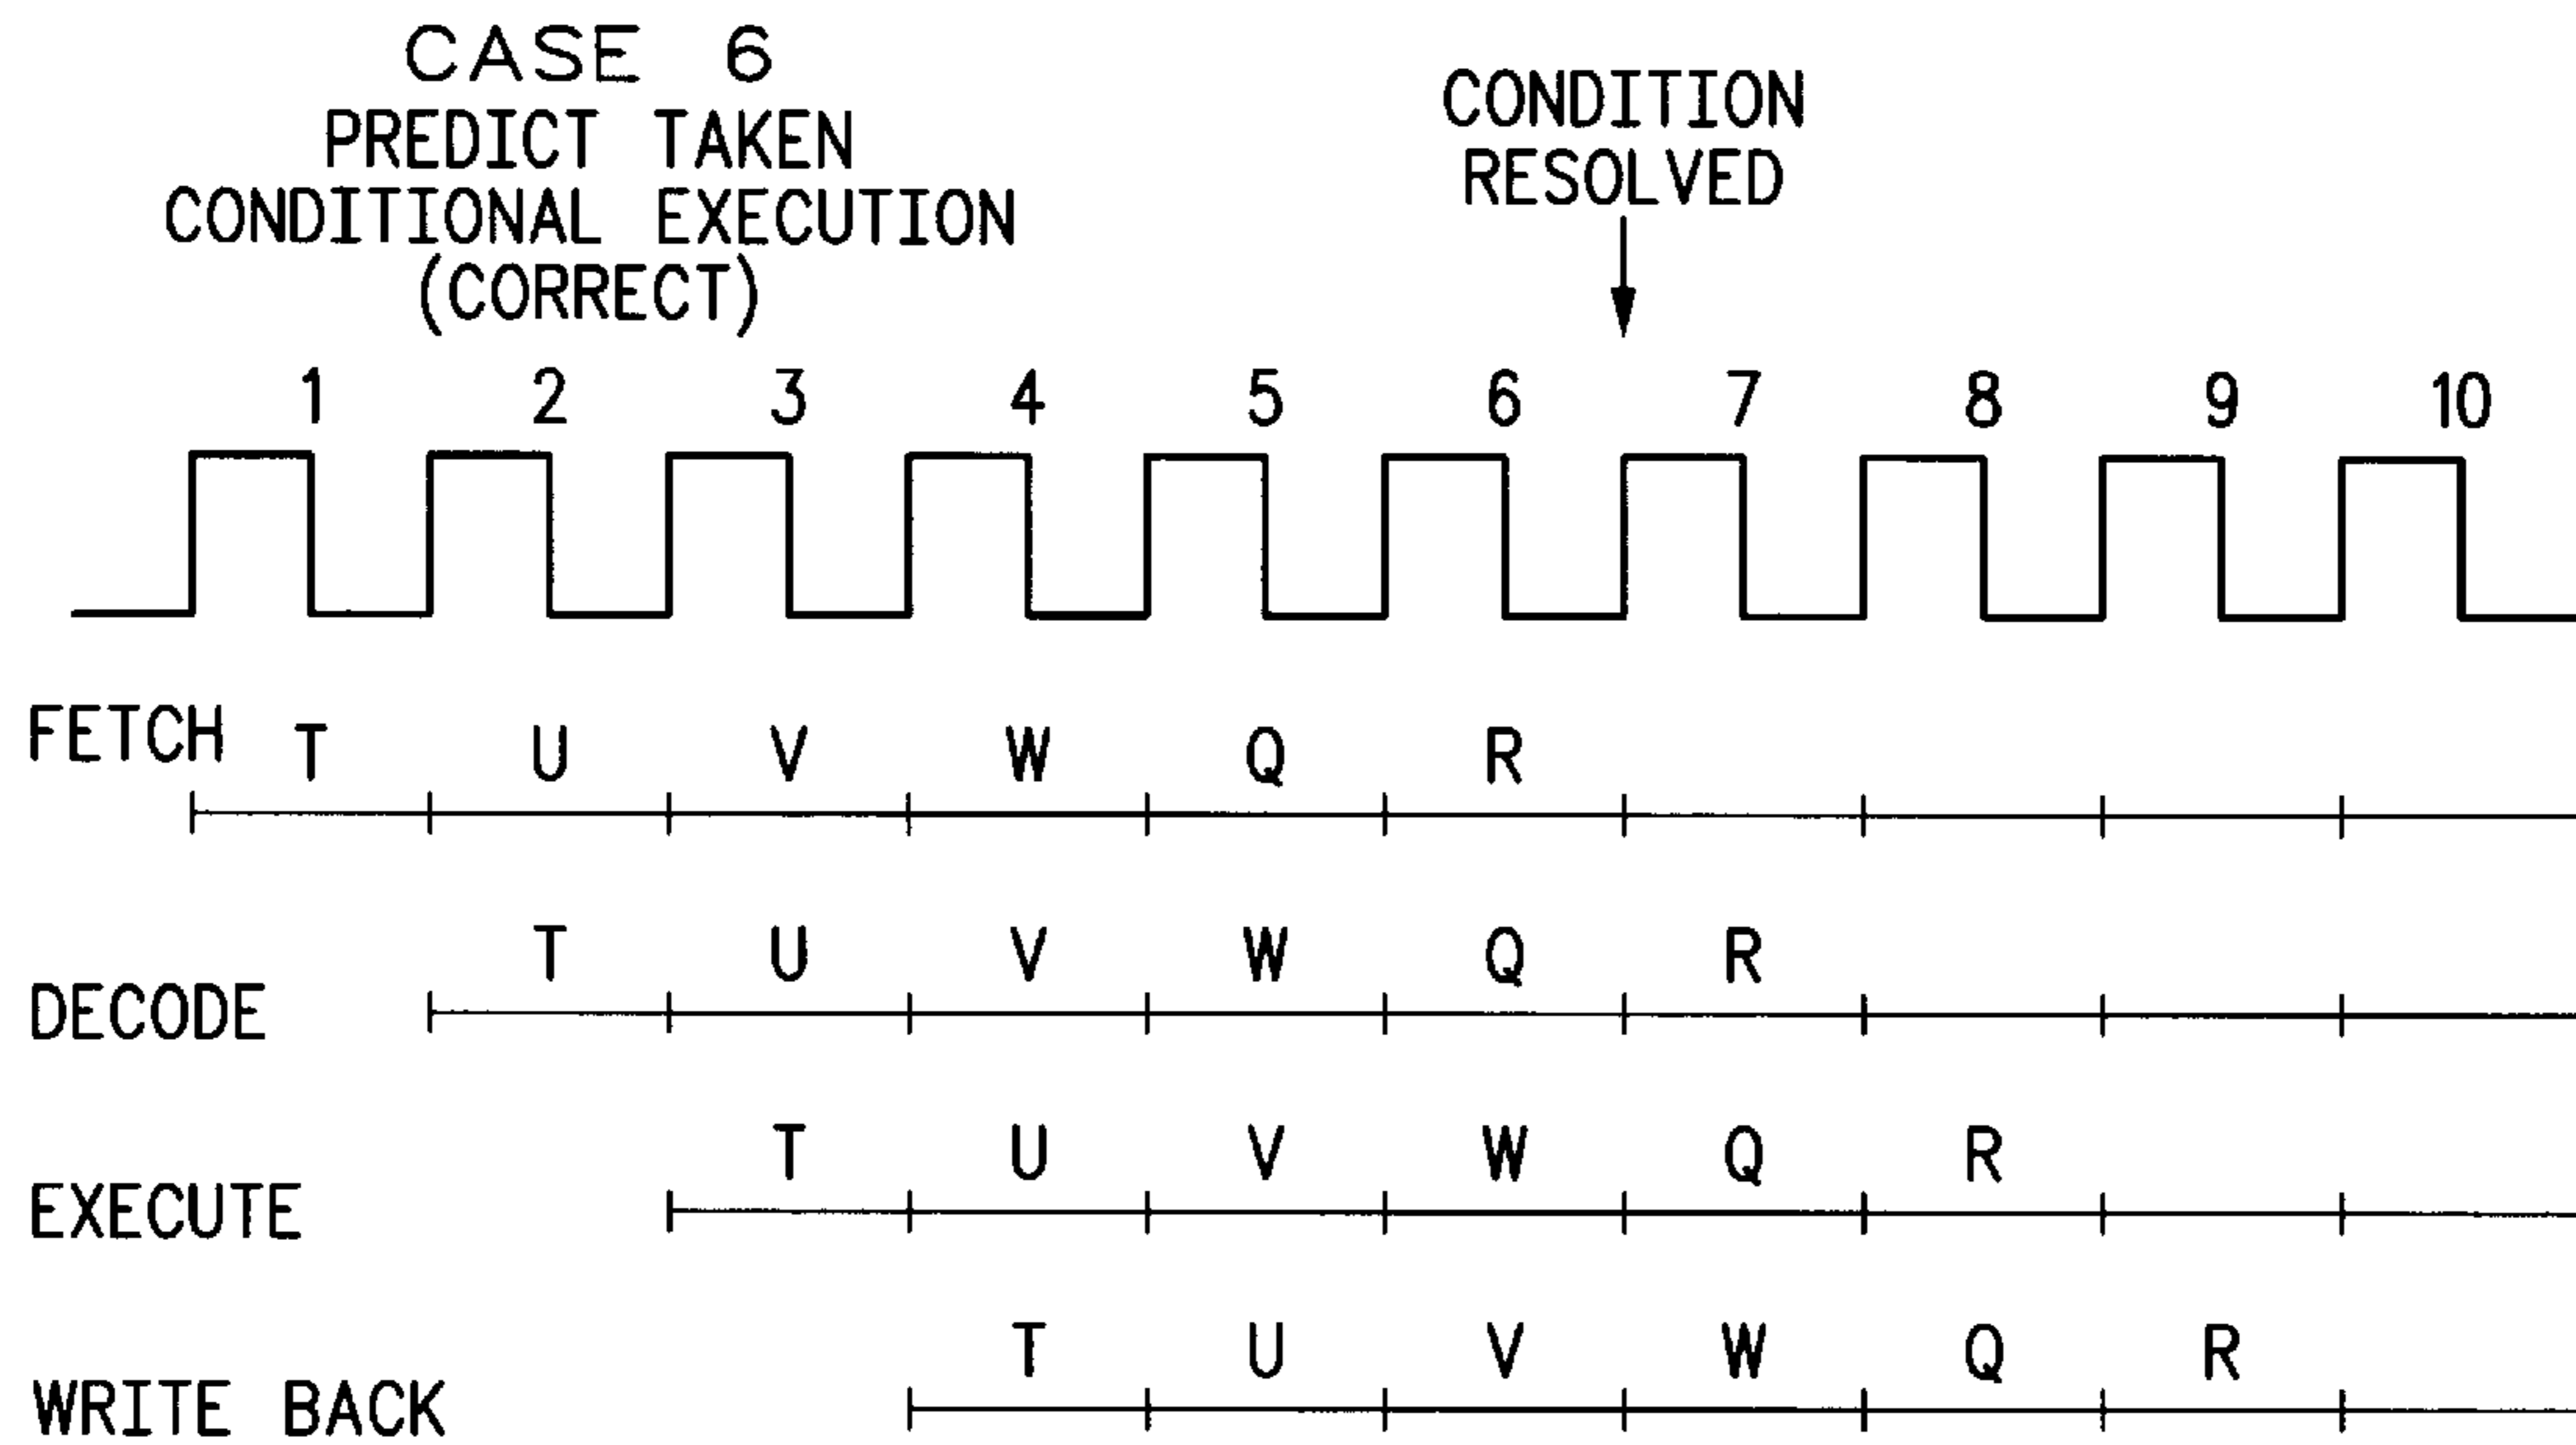 CASE 6
PREDICT TAKEN
CONDITIONAL EXECUTION
(CORRECT)
CONDITION
RESOLVED
1 2 3 4 5 6 7 8 9 10
FETCH T U V W Q R
DECODE T U V W Q R
EXECUTE T U V W Q R
WRITE BACK T U V W Q R